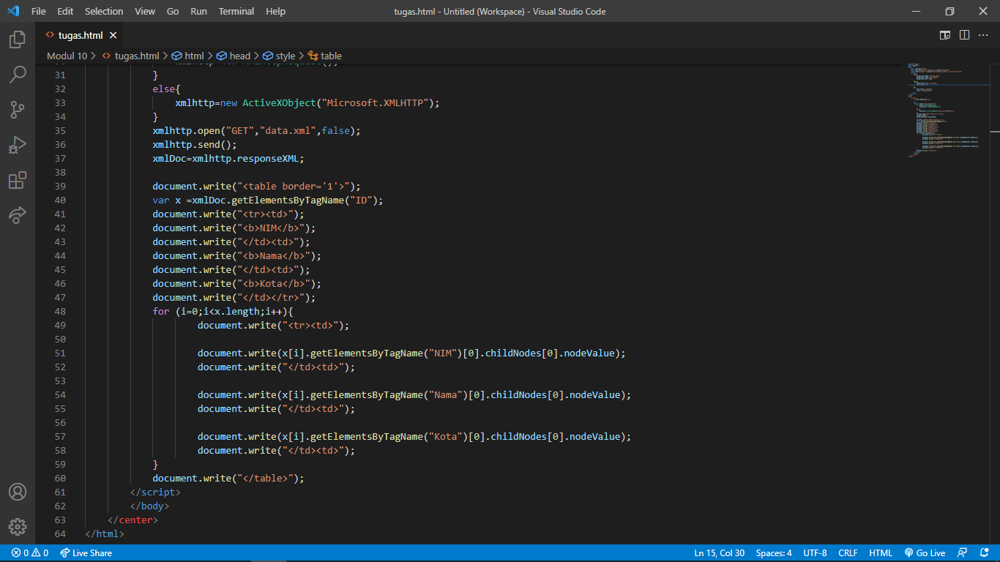 File Edit Selection View Go Run Terminal Help tugas.html - Untitled (Workspace) - Visual Studio Code
tugas.html
Modul 10 > tugas.html > html > head > style > table
31 }
32 else{
33 xmlhttp=new ActiveXObject("Microsoft.XMLHTTP");
34 }
35 xmlhttp.open("GET","data.xml",false);
36 xmlhttp.send();
37 xmlDoc=xmlhttp.responseXML;
38
39 document.write("<table border='1'>");
40 var x =xmlDoc.getElementsByTagName("ID");
41 document.write("<tr><td>");
42 document.write("<b>NIM</b>");
43 document.write("</td><td>");
44 document.write("<b>Nama</b>");
45 document.write("</td><td>");
46 document.write("<b>Kota</b>");
47 document.write("</td></tr>");
48 for (i=0;i<x.length;i++){
49 document.write("<tr><td>");
50
51 document.write(x[i].getElementsByTagName("NIM")[0].childNodes[0].nodeValue);
52 document.write("</td><td>");
53
54 document.write(x[i].getElementsByTagName("Nama")[0].childNodes[0].nodeValue);
55 document.write("</td><td>");
56
57 document.write(x[i].getElementsByTagName("Kota")[0].childNodes[0].nodeValue);
58 document.write("</td><td>");
59 }
60 document.write("</table>");
61 </script>
62 </body>
63 </center>
64 </html>
0 0 Live Share Ln 15, Col 30 Spaces: 4 UTF-8 CRLF HTML Go Live